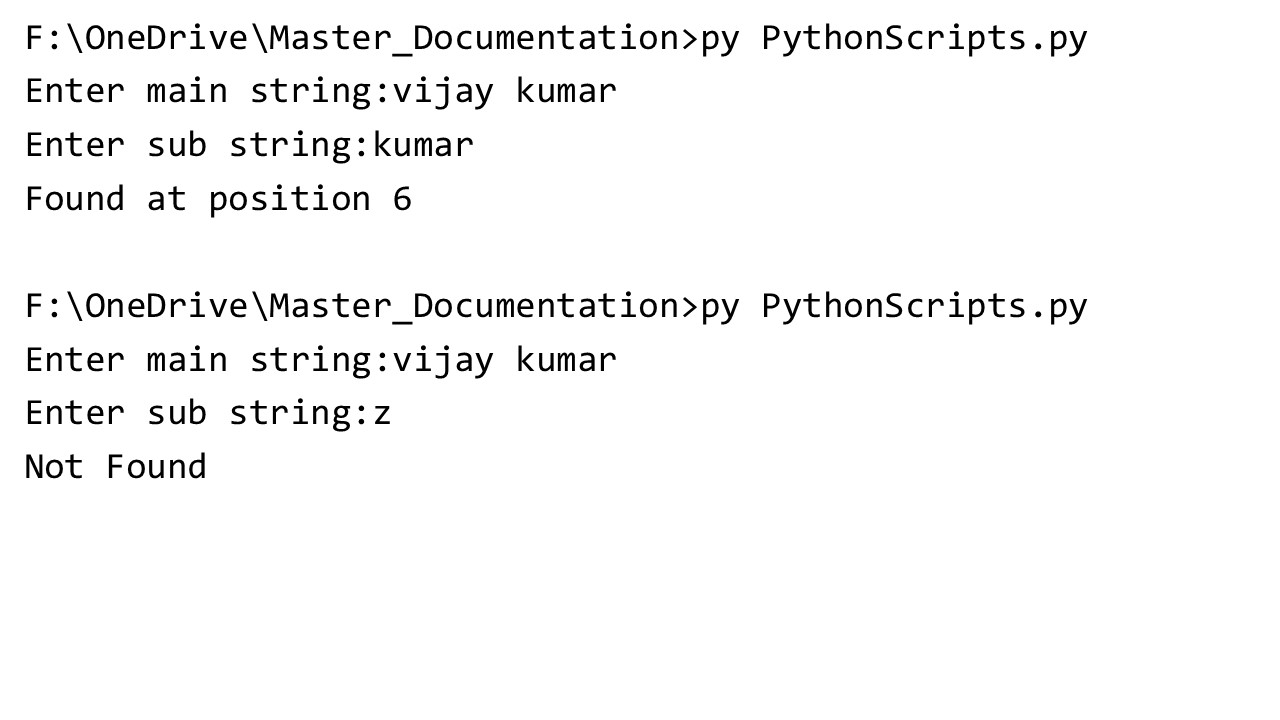 F:\OneDrive\Master_Documentation>py PythonScripts.py
Enter main string:vijay kumar
Enter sub string:kumar
Found at position 6
F:\OneDrive\Master_Documentation>py PythonScripts.py
Enter main string:vijay kumar
Enter sub string:z
Not Found